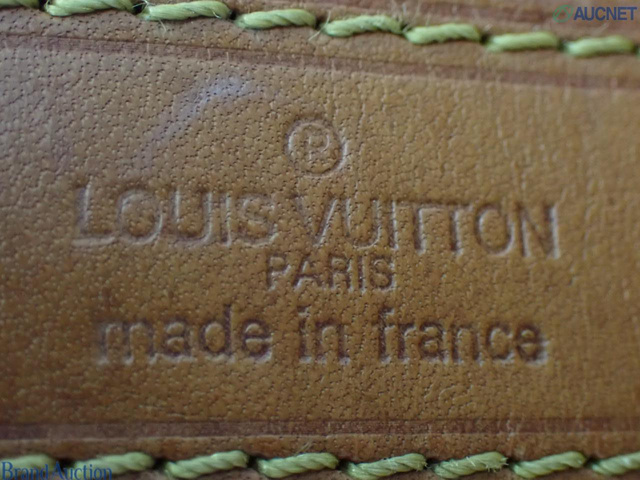 AUCNET
Ⓟ
LOUIS VUITTON
PARIS
made in france
Brand Auction